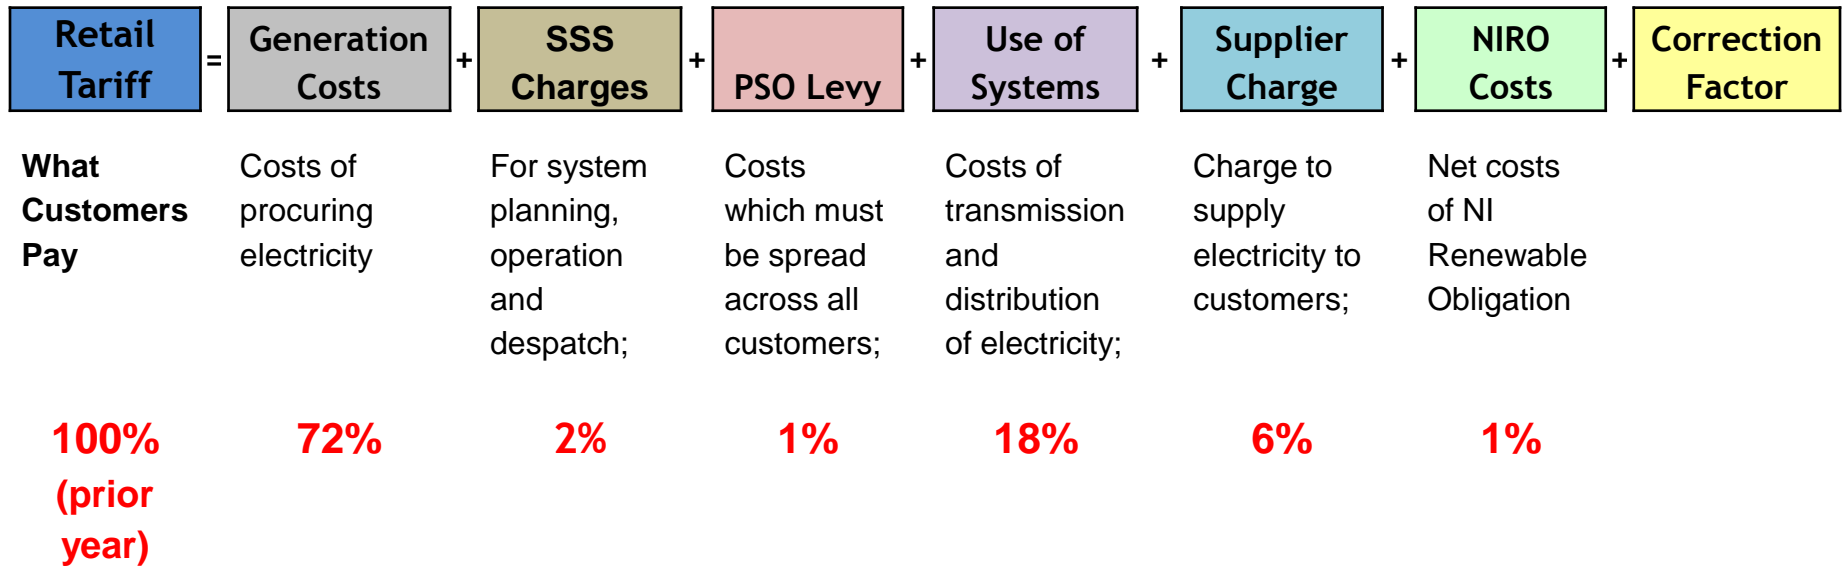 Retail
Tariff
=
Generation
Costs
+
SSS
Charges
+
PSO Levy
+
Use of
Systems
+
Supplier
Charge
+
NIRO
Costs
+
Correction
Factor
What
Customers
Pay
Costs of
procuring
electricity
For system
planning,
operation
and
despatch;
Costs
which must
be spread
across all
customers;
Costs of
transmission
and
distribution
of electricity;
Charge to
supply
electricity to
customers;
Net costs
of NI
Renewable
Obligation
100%
(prior
year)
72%
2%
1%
18%
6%
1%